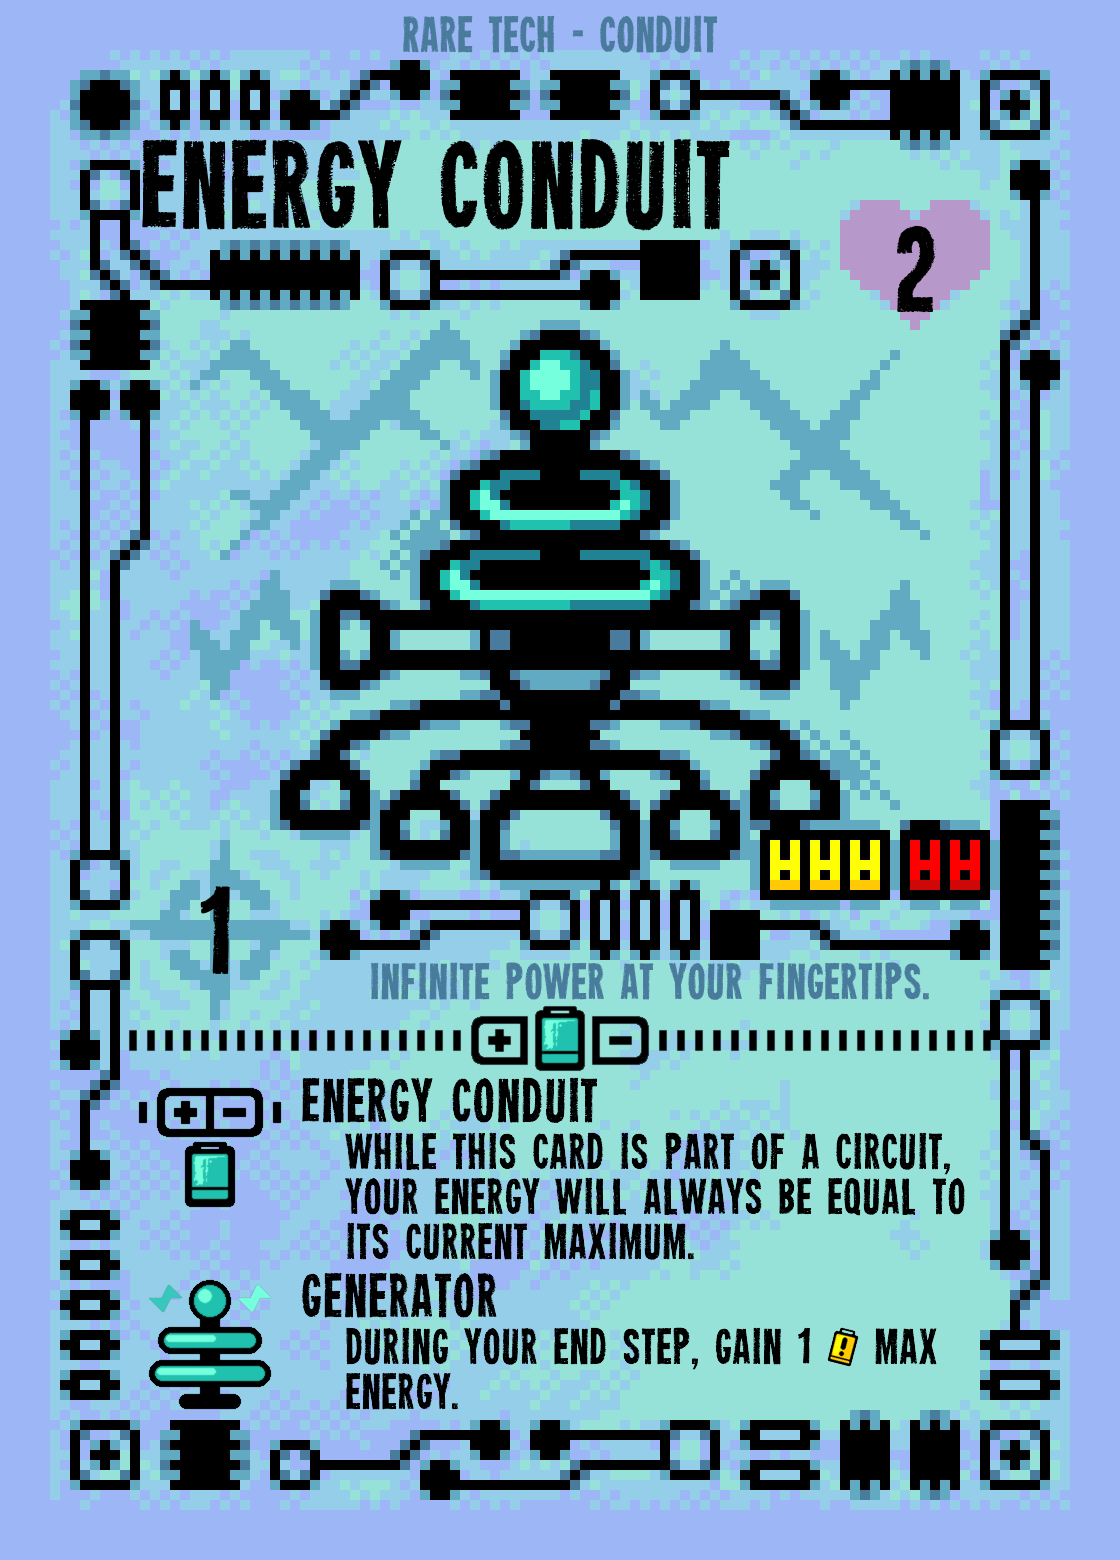 RARE TECH - CONDUIT
ENERGY CONDUIT
2
1
INFINITE POWER AT YOUR FINGERTIPS.
ENERGY CONDUIT
WHILE THIS CARD IS PART OF A CIRCUIT,
YOUR ENERGY WILL ALWAYS BE EQUAL TO
ITS CURRENT MAXIMUM.
GENERATOR
DURING YOUR END STEP, GAIN 1 ! MAX
ENERGY.